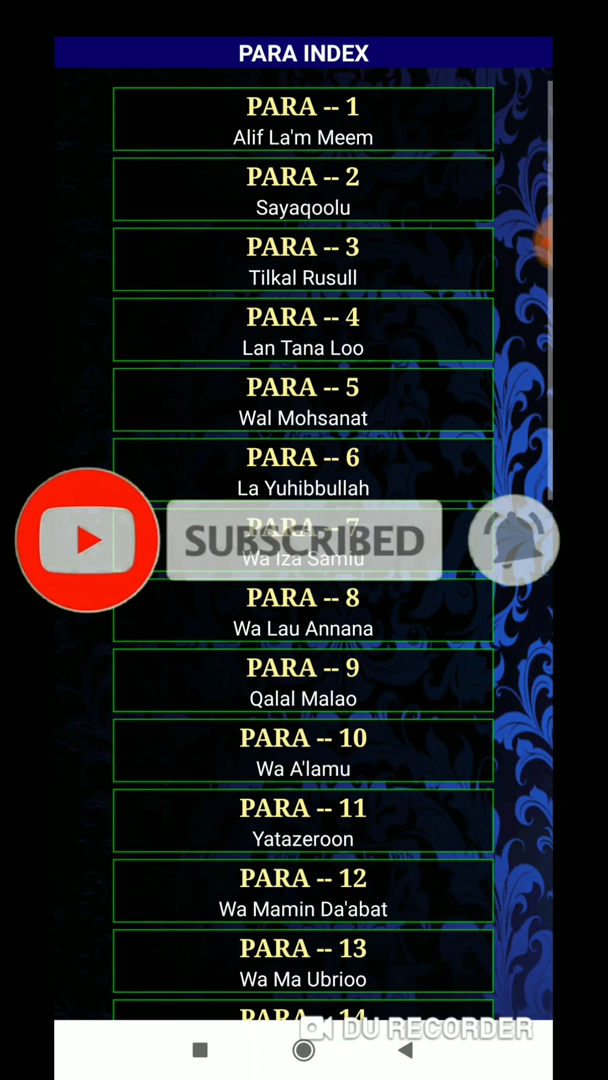 PARA INDEX
PARA -- 1
Alif La'm Meem
PARA -- 2
Sayaqoolu
PARA -- 3
Tilkal Rusull
PARA -- 4
Lan Tana Loo
PARA -- 5
Wal Mohsanat
PARA -- 6
La Yuhibbullah
PARA -- 7
SUBSCRIBED
Wa Iza Samiu
PARA -- 8
Wa Lau Annana
PARA -- 9
Qalal Malao
PARA -- 10
Wa A'lamu
PARA -- 11
Yatazeroon
PARA -- 12
Wa Mamin Da'abat
PARA -- 13
Wa Ma Ubrioo
PARA -- 14
DU RECORDER